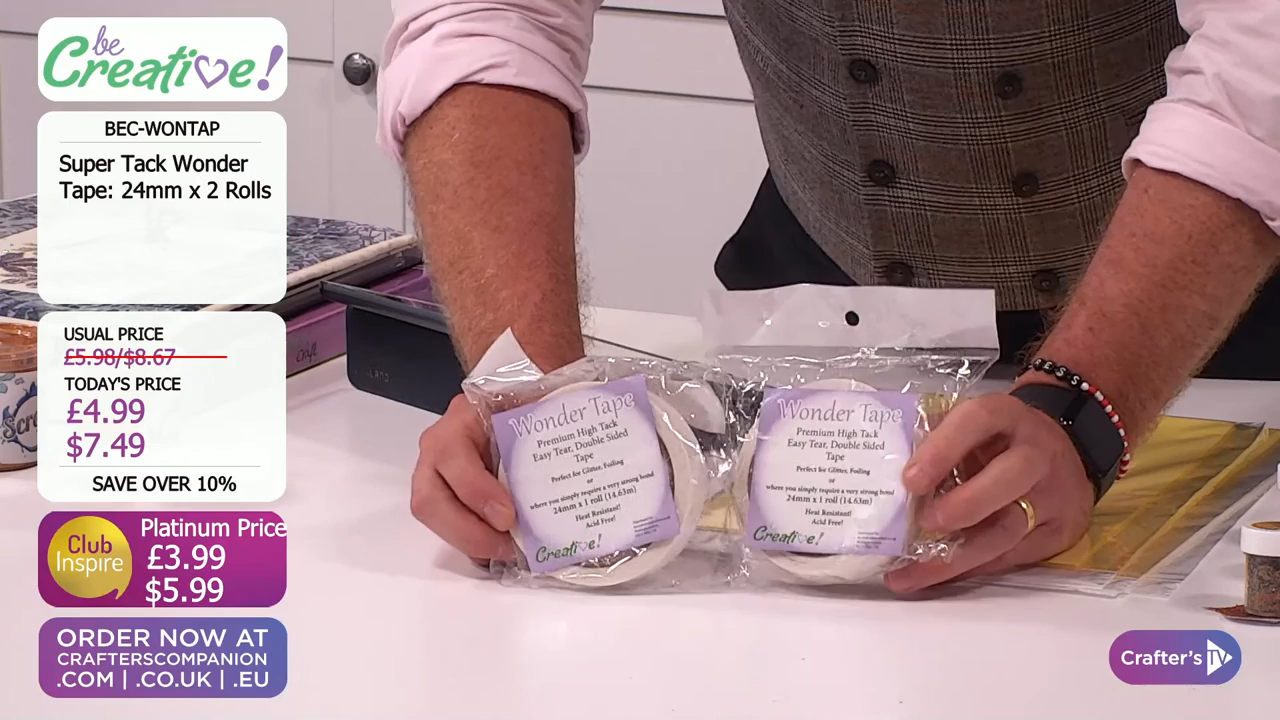 be
Creative!
BEC-WONTAP
Super Tack Wonder
Tape: 24mm x 2 Rolls
USUAL PRICE
£5.98/$8.67
TODAY'S PRICE
£4.99
$7.49
SAVE OVER 10%
Club
Inspire
Platinum Price
£3.99
$5.99
ORDER NOW AT
CRAFTERSCOMPANION
.COM | .CO.UK | .EU
Craft
Scr
Wonder Tape
Premium High Tack
Easy Tear, Double Sided
Tape
Perfect for Glitter, Foiling
or
where you simply require a very strong bond
24mm x 1 roll (14.63m)
Heat Resistant!
Acid Free!
be
Creative!
Wonder Tape
Premium High Tack
Easy Tear, Double Sided
Tape
Perfect for Glitter, Foiling
or
where you simply require a very strong bond
24mm x 1 roll (14.63m)
Heat Resistant!
Acid Free!
be
Creative!
Crafter's TV